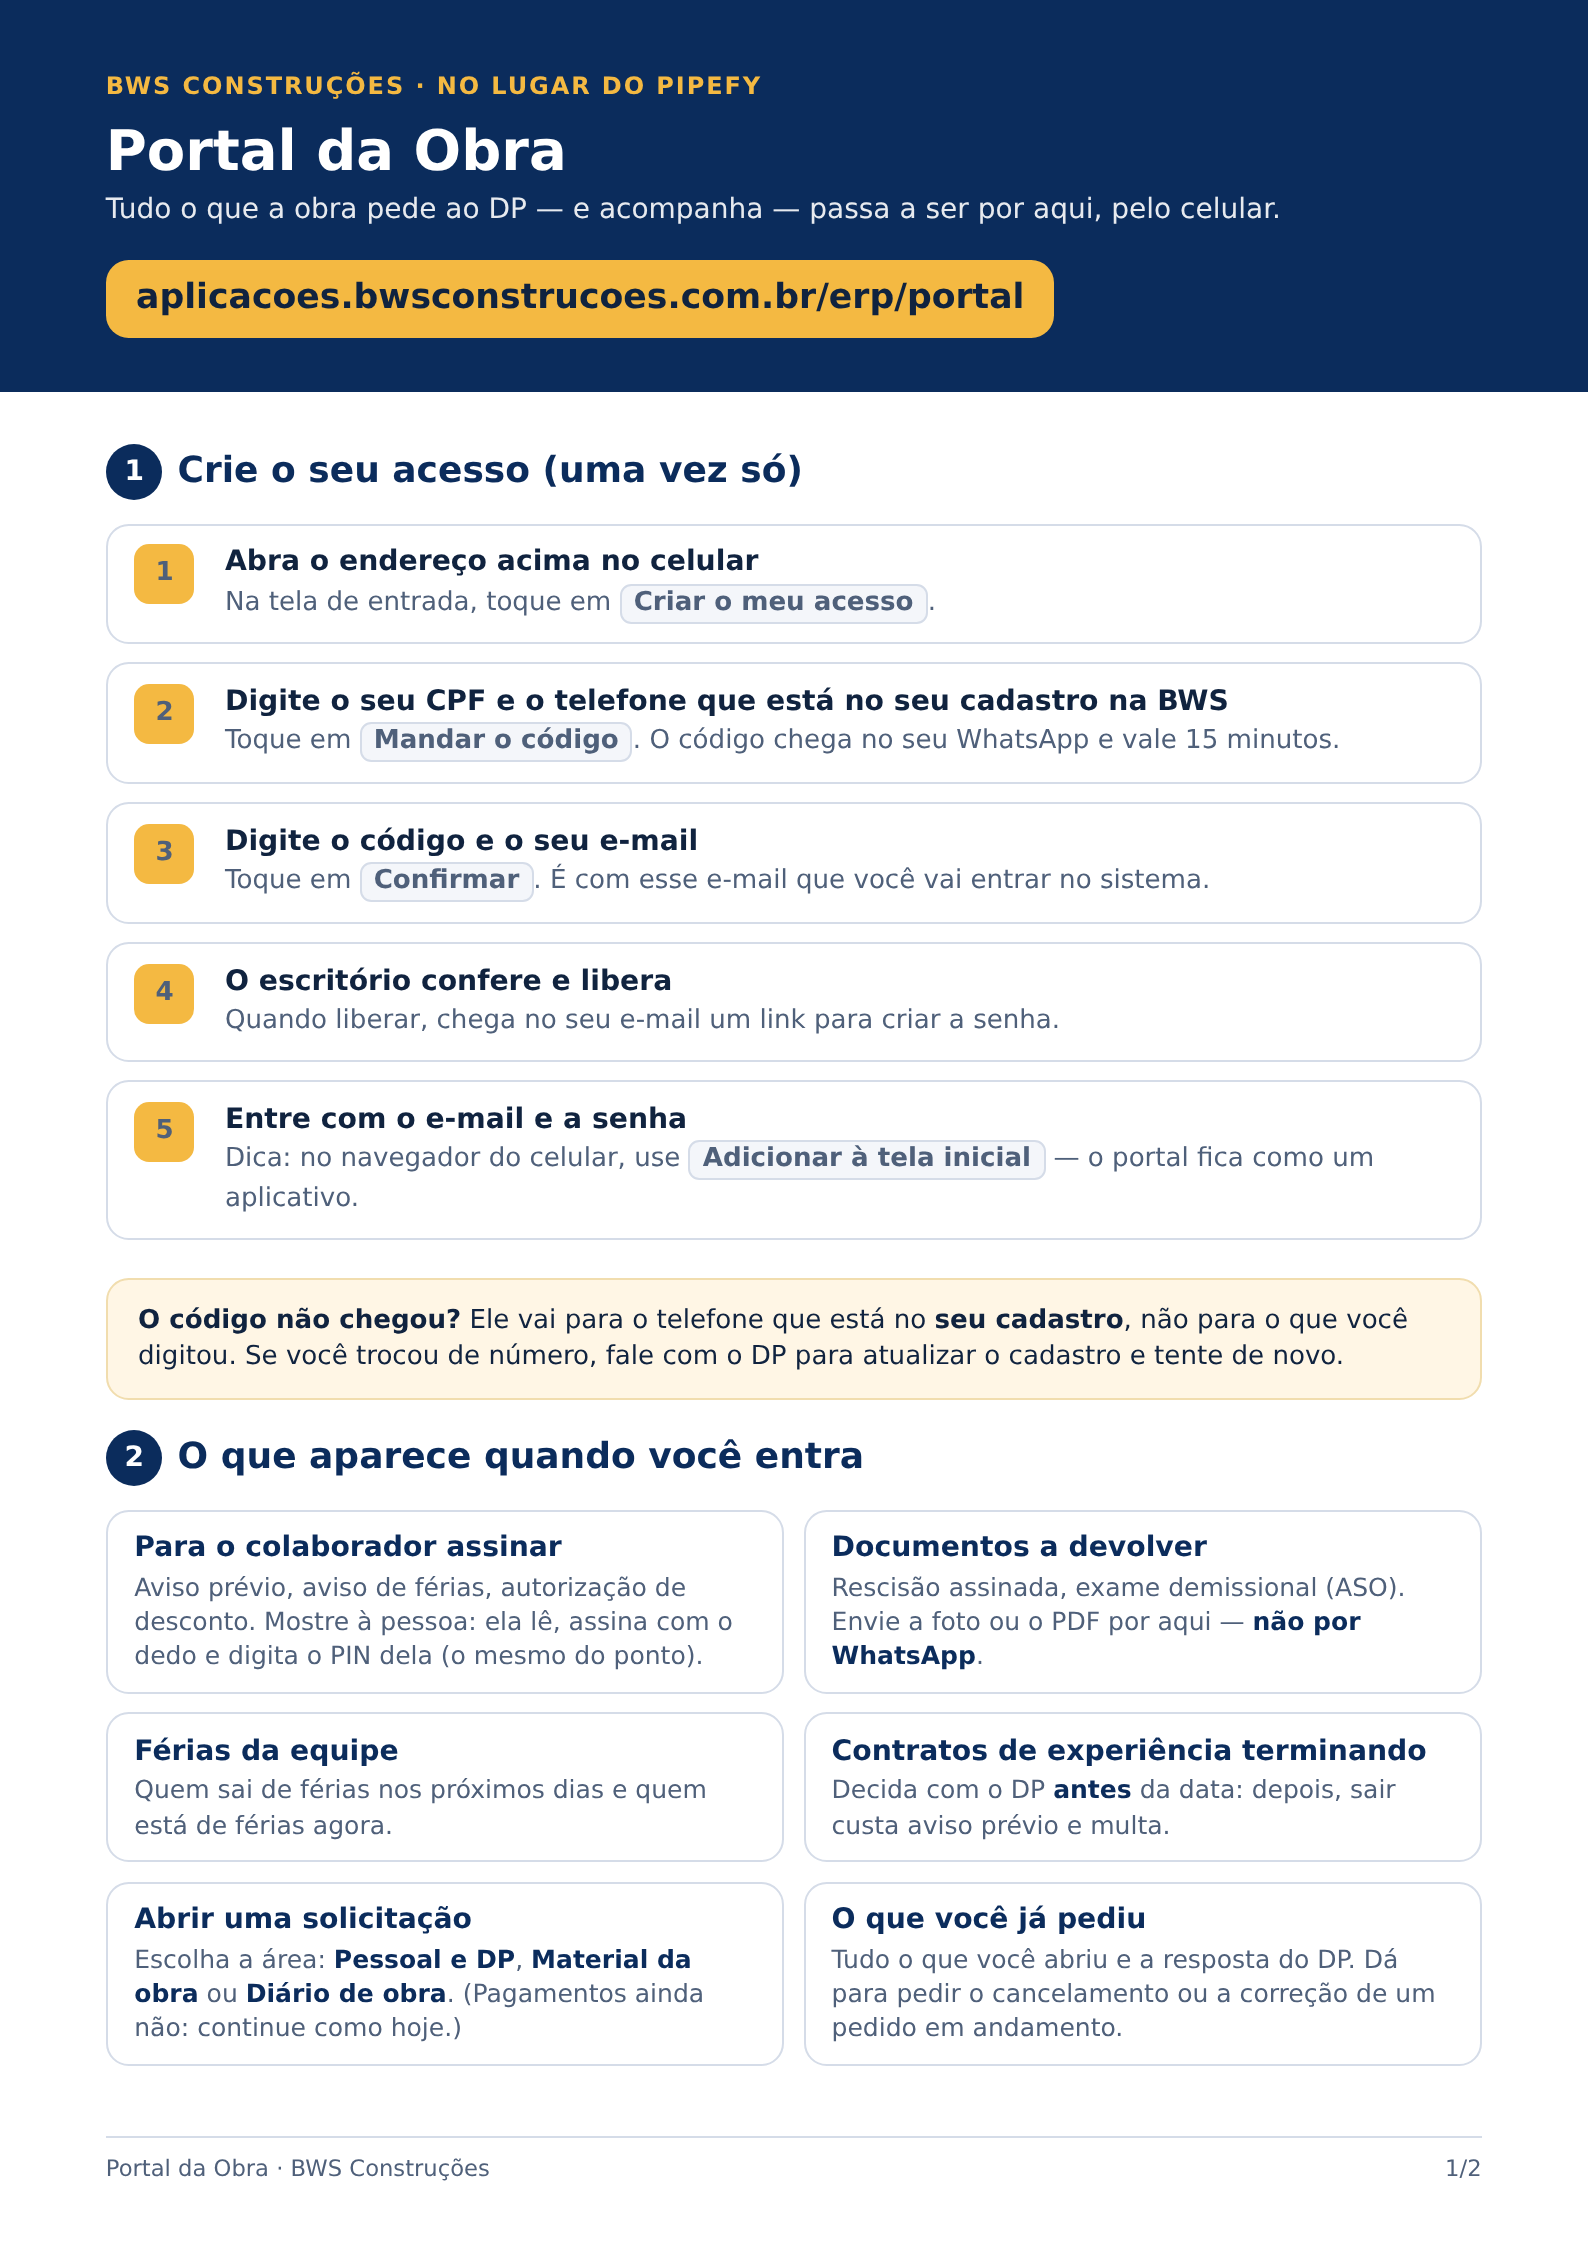 BWS CONSTRUÇÕES · NO LUGAR DO PIPEFY
Portal da Obra
Tudo o que a obra pede ao DP — e acompanha — passa a ser por aqui, pelo celular.
aplicacoes.bwsconstrucoes.com.br/erp/portal
1 Crie o seu acesso (uma vez só)
1 Abra o endereço acima no celular
Na tela de entrada, toque em Criar o meu acesso.
2 Digite o seu CPF e o telefone que está no seu cadastro na BWS
Toque em Mandar o código. O código chega no seu WhatsApp e vale 15 minutos.
3 Digite o código e o seu e-mail
Toque em Confirmar. É com esse e-mail que você vai entrar no sistema.
4 O escritório confere e libera
Quando liberar, chega no seu e-mail um link para criar a senha.
5 Entre com o e-mail e a senha
Dica: no navegador do celular, use Adicionar à tela inicial — o portal fica como um
aplicativo.
O código não chegou? Ele vai para o telefone que está no seu cadastro, não para o que você
digitou. Se você trocou de número, fale com o DP para atualizar o cadastro e tente de novo.
2 O que aparece quando você entra
Para o colaborador assinar
Aviso prévio, aviso de férias, autorização de
desconto. Mostre à pessoa: ela lê, assina com o
dedo e digita o PIN dela (o mesmo do ponto).
Documentos a devolver
Rescisão assinada, exame demissional (ASO).
Envie a foto ou o PDF por aqui — não por
WhatsApp.
Férias da equipe
Quem sai de férias nos próximos dias e quem
está de férias agora.
Contratos de experiência terminando
Decida com o DP antes da data: depois, sair
custa aviso prévio e multa.
Abrir uma solicitação
Escolha a área: Pessoal e DP, Material da
obra ou Diário de obra. (Pagamentos ainda
não: continue como hoje.)
O que você já pediu
Tudo o que você abriu e a resposta do DP. Dá
para pedir o cancelamento ou a correção de um
pedido em andamento.
Portal da Obra · BWS Construções
1/2